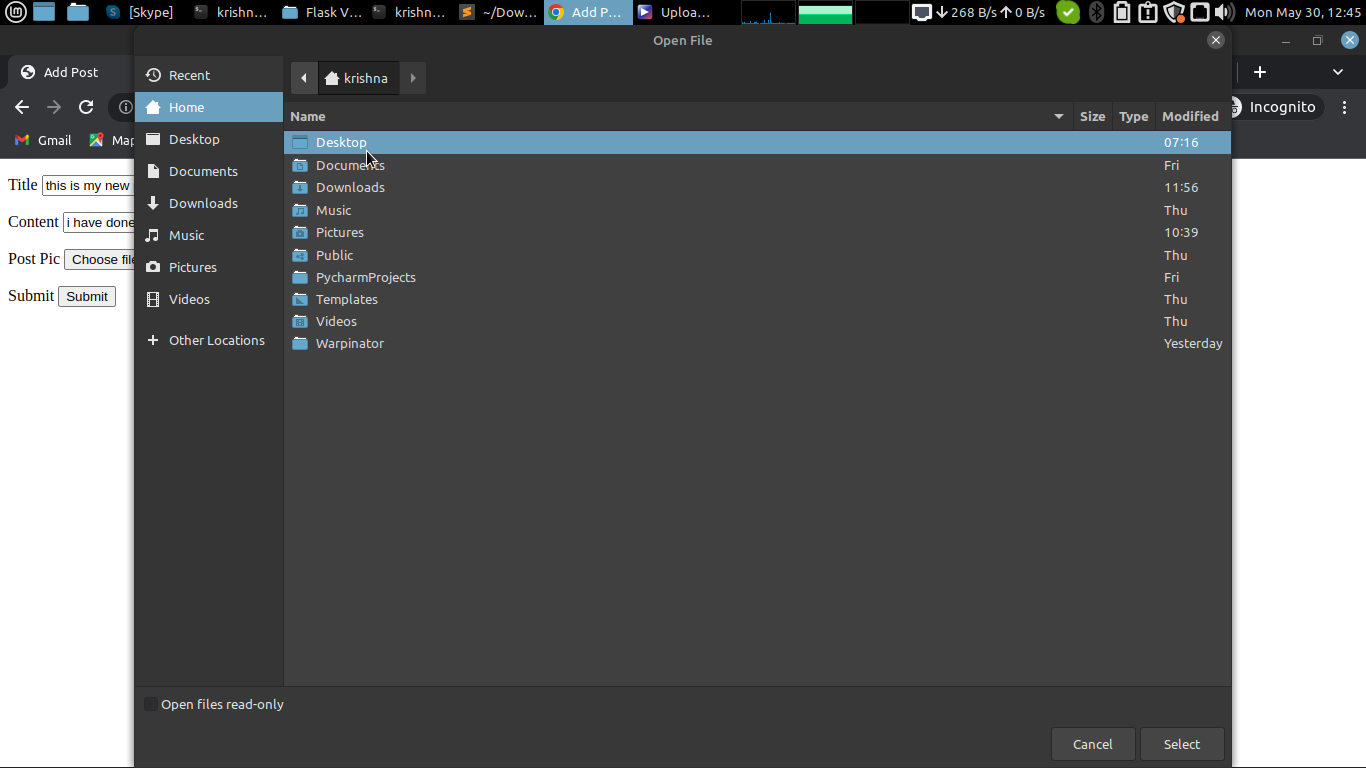 [Skype]
krishn...
Flask V...
krishn...
~/Dow...
Add P...
Uploa...
268 B/s 0 B/s
Mon May 30, 12:45
Open File
Add Post
Incognito
Gmail
Map
Title this is my new
Content i have done
Post Pic Choose file
Submit Submit
Recent
Home
Desktop
Documents
Downloads
Music
Pictures
Videos
Other Locations
krishna
Name Size Type Modified
Desktop 07:16
Documents Fri
Downloads 11:56
Music Thu
Pictures 10:39
Public Thu
PycharmProjects Fri
Templates Thu
Videos Thu
Warpinator Yesterday
Open files read-only
Cancel
Select